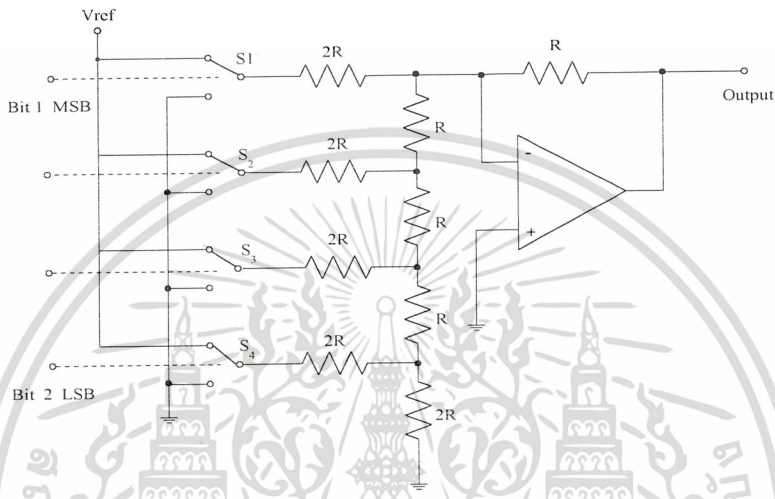 Vref
S1
2R
R
Bit 1 MSB
Output
R
S2
2R
-
R
+
S3
2R
R
S4
2R
Bit 2 LSB
2R